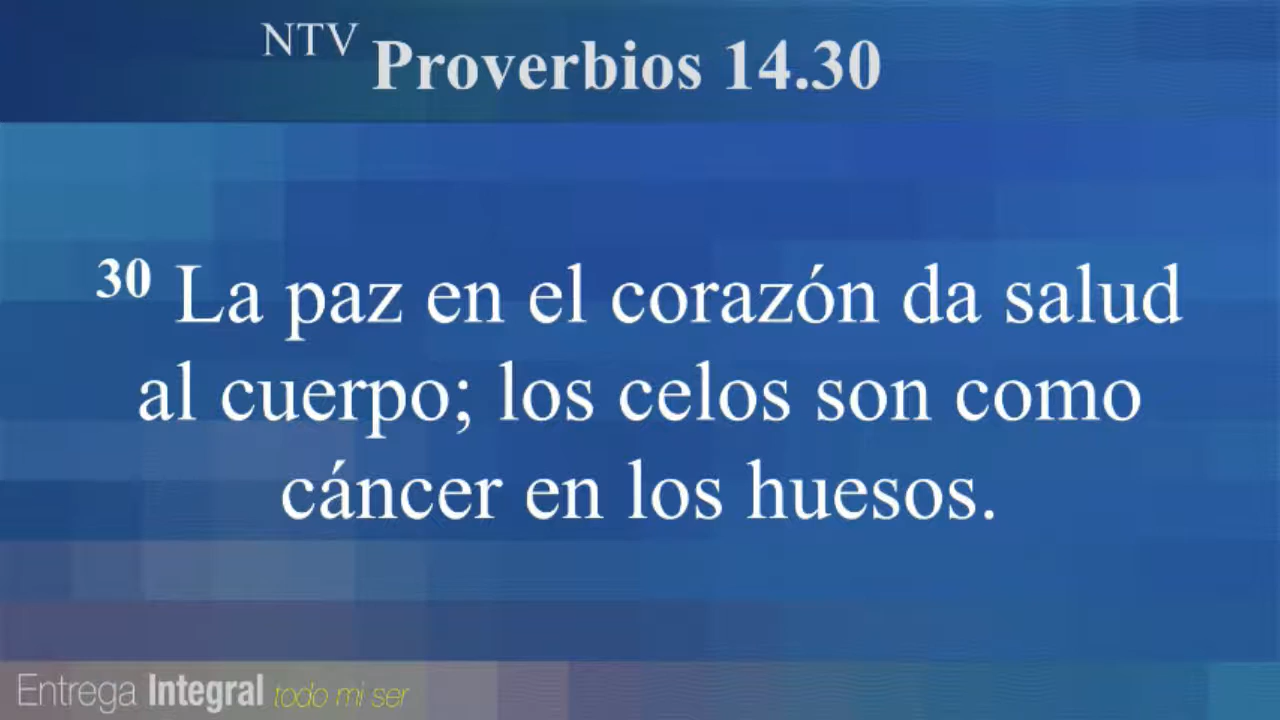 NTV Proverbios 14.30
30 La paz en el corazón da salud
al cuerpo; los celos son como
cáncer en los huesos.
Entrega Integral todo mi ser